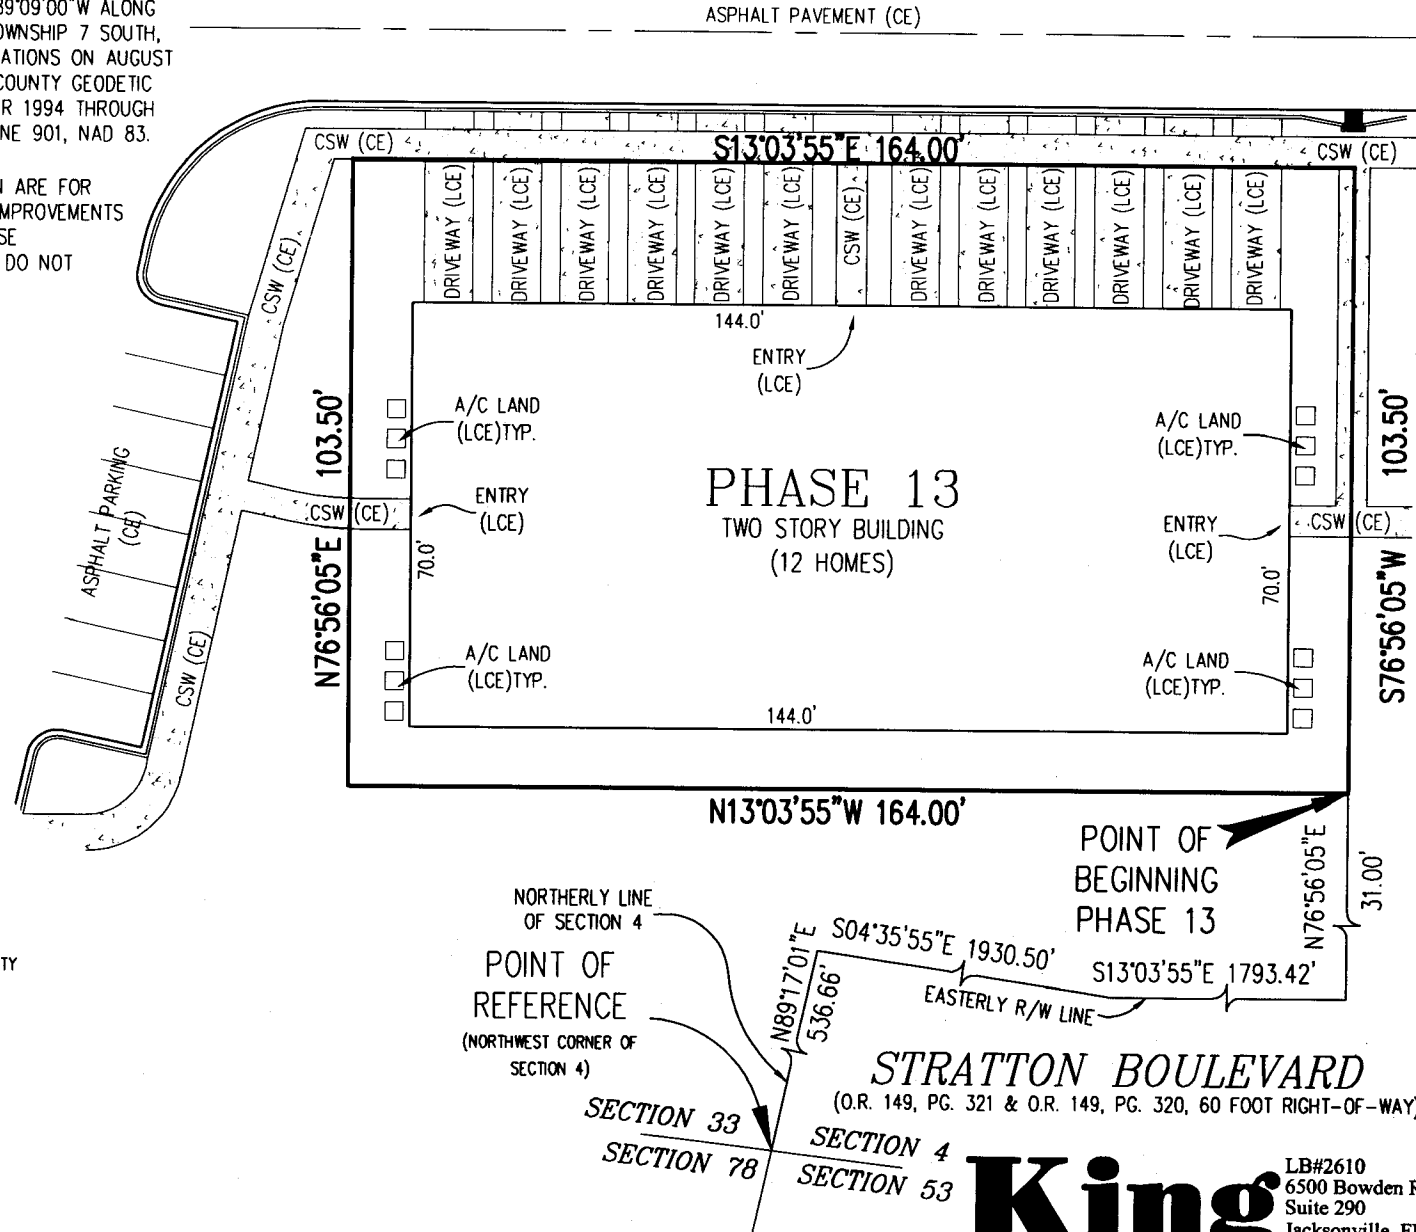 39°09'00"W ALONG
OWNSHIP 7 SOUTH,
ATIONS ON AUGUST
COUNTY GEODETIC
R 1994 THROUGH
NE 901, NAD 83.
N ARE FOR
MPROVEMENTS
SE
DO NOT
ASPHALT PAVEMENT (CE)
CSW (CE)
S13°03'55"E 164.00'
CSW (CE)
CSW (CE)
DRIVEWAY (LCE)
DRIVEWAY (LCE)
DRIVEWAY (LCE)
DRIVEWAY (LCE)
DRIVEWAY (LCE)
DRIVEWAY (LCE)
CSW (CE)
DRIVEWAY (LCE)
DRIVEWAY (LCE)
DRIVEWAY (LCE)
DRIVEWAY (LCE)
DRIVEWAY (LCE)
DRIVEWAY (LCE)
144.0'
ENTRY
(LCE)
N76°56'05"E 103.50'
A/C LAND
(LCE)TYP.
A/C LAND
(LCE)TYP.
103.50'
S76°56'05"W
ASPHALT PARKING
(CE)
CSW (CE)
ENTRY
(LCE)
PHASE 13
TWO STORY BUILDING
(12 HOMES)
ENTRY
(LCE)
CSW (CE)
70.0'
70.0'
CSW (CE)
A/C LAND
(LCE)TYP.
A/C LAND
(LCE)TYP.
144.0'
N13°03'55"W 164.00'
POINT OF
BEGINNING
PHASE 13
N76°56'05"E
31.00'
NORTHERLY LINE
OF SECTION 4
TY
POINT OF
REFERENCE
(NORTHWEST CORNER OF
SECTION 4)
N89°17'01"E
536.66'
S04°35'55"E 1930.50'
S13°03'55"E 1793.42'
EASTERLY R/W LINE
STRATTON BOULEVARD
(O.R. 149, PG. 321 & O.R. 149, PG. 320, 60 FOOT RIGHT-OF-WAY)
SECTION 33
SECTION 4
SECTION 78
SECTION 53
King
LB#2610
6500 Bowden R
Suite 290
Jacksonville, Fl